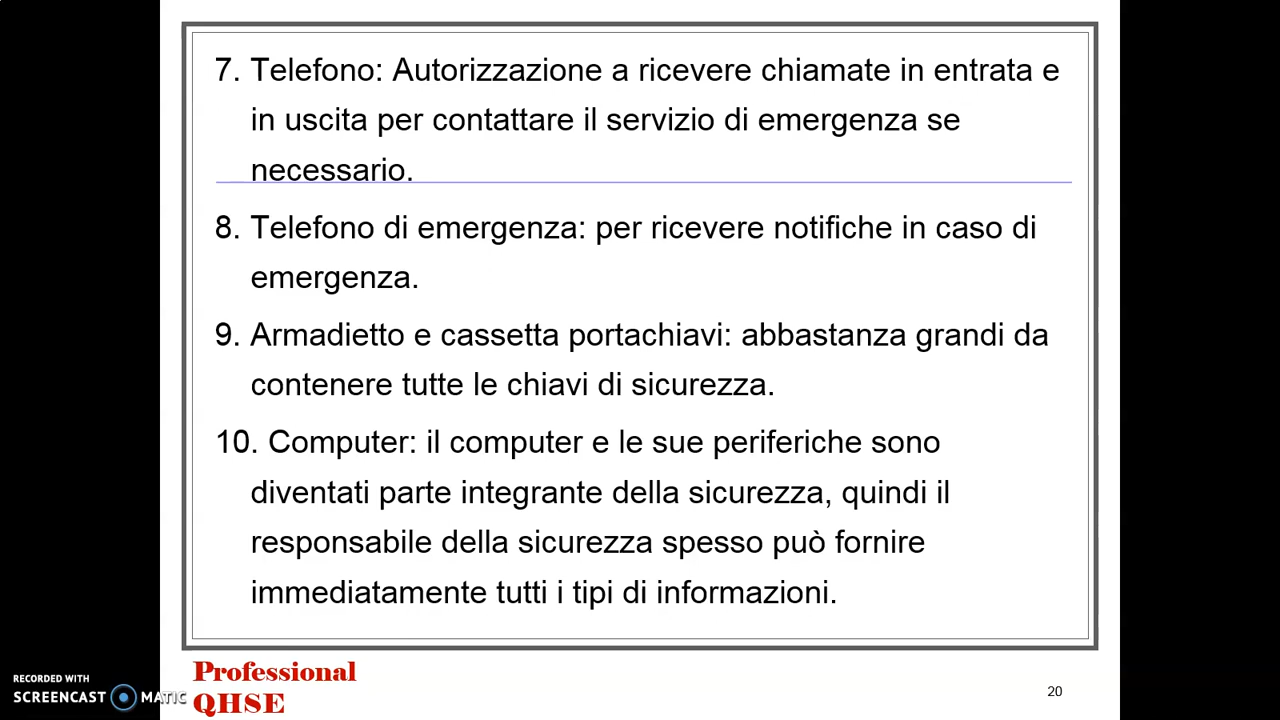 7. Telefono: Autorizzazione a ricevere chiamate in entrata e
in uscita per contattare il servizio di emergenza se
necessario.
8. Telefono di emergenza: per ricevere notifiche in caso di
emergenza.
9. Armadietto e cassetta portachiavi: abbastanza grandi da
contenere tutte le chiavi di sicurezza.
10. Computer: il computer e le sue periferiche sono
diventati parte integrante della sicurezza, quindi il
responsabile della sicurezza spesso può fornire
immediatamente tutti i tipi di informazioni.
Professional
QHSE
20
RECORDED WITH
SCREENCAST MATIC